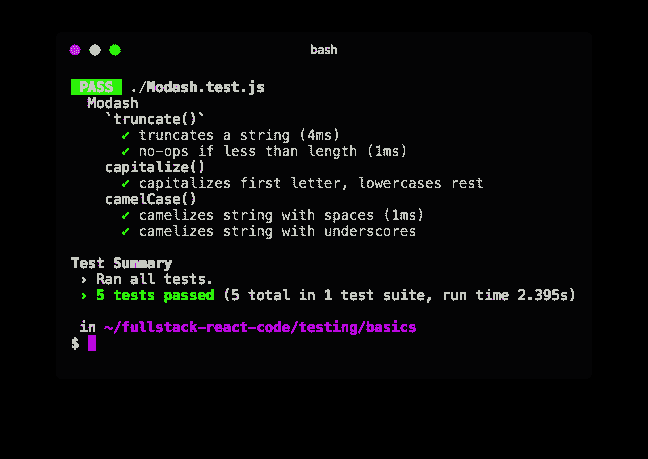 bash
PASS ./Modash.test.js
Modash
`truncate()`
✔ truncates a string (4ms)
✔ no-ops if less than length (1ms)
capitalize()
✔ capitalizes first letter, lowercases rest
camelCase()
✔ camelizes string with spaces (1ms)
✔ camelizes string with underscores
Test Summary
› Ran all tests.
› 5 tests passed (5 total in 1 test suite, run time 2.395s)
in ~/fullstack-react-code/testing/basics
$